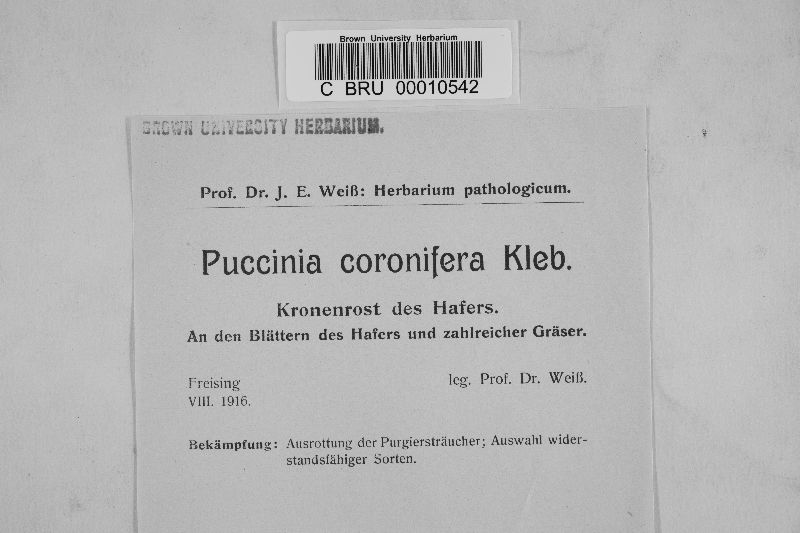 Brown University Herbarium
C BRU 00010542
BROWN UNIVERSITY HERBARIUM.
Prof. Dr. J. E. Weiß: Herbarium pathologicum.
Puccinia coronifera Kleb.
Kronenrost des Hafers.
An den Blättern des Hafers und zahlreicher Gräser.
Freising
leg. Prof. Dr. Weiß.
VIII. 1916.
Bekämpfung: Ausrottung der Purgiersträucher; Auswahl wider-
standsfähiger Sorten.